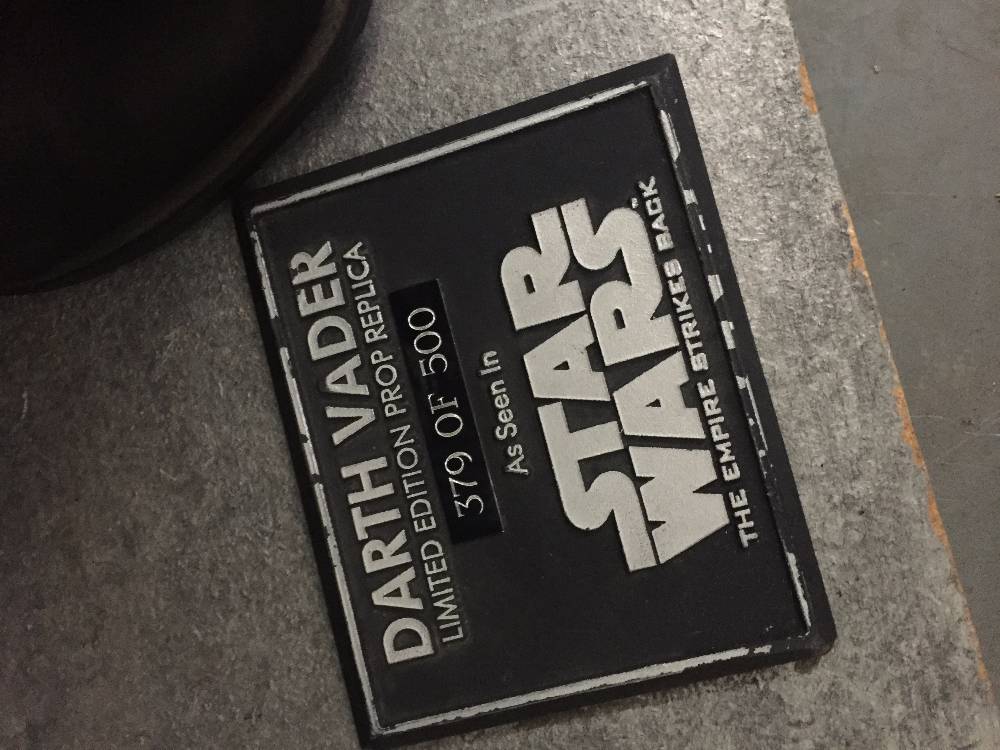 DARTH VADER
LIMITED EDITION PROP REPLICA
379 OF 500
As Seen In
STAR
WARS
THE EMPIRE STRIKES BACK